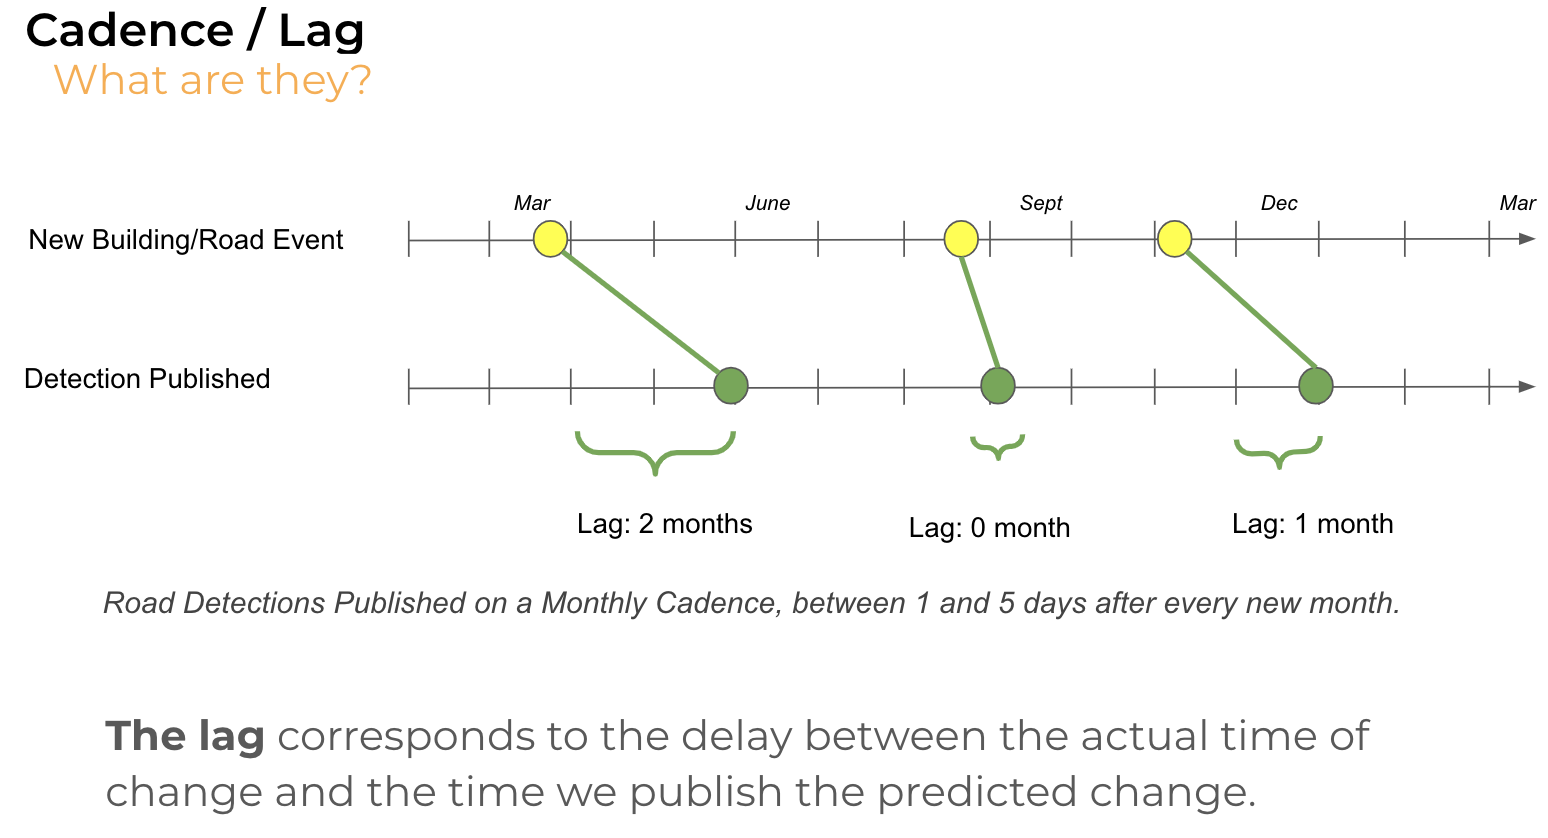 Cadence / Lag
What are they?
Mar June Sept Dec Mar
New Building/Road Event
Detection Published
Lag: 2 months Lag: 0 month Lag: 1 month
Road Detections Published on a Monthly Cadence, between 1 and 5 days after every new month.
The lag corresponds to the delay between the actual time of
change and the time we publish the predicted change.